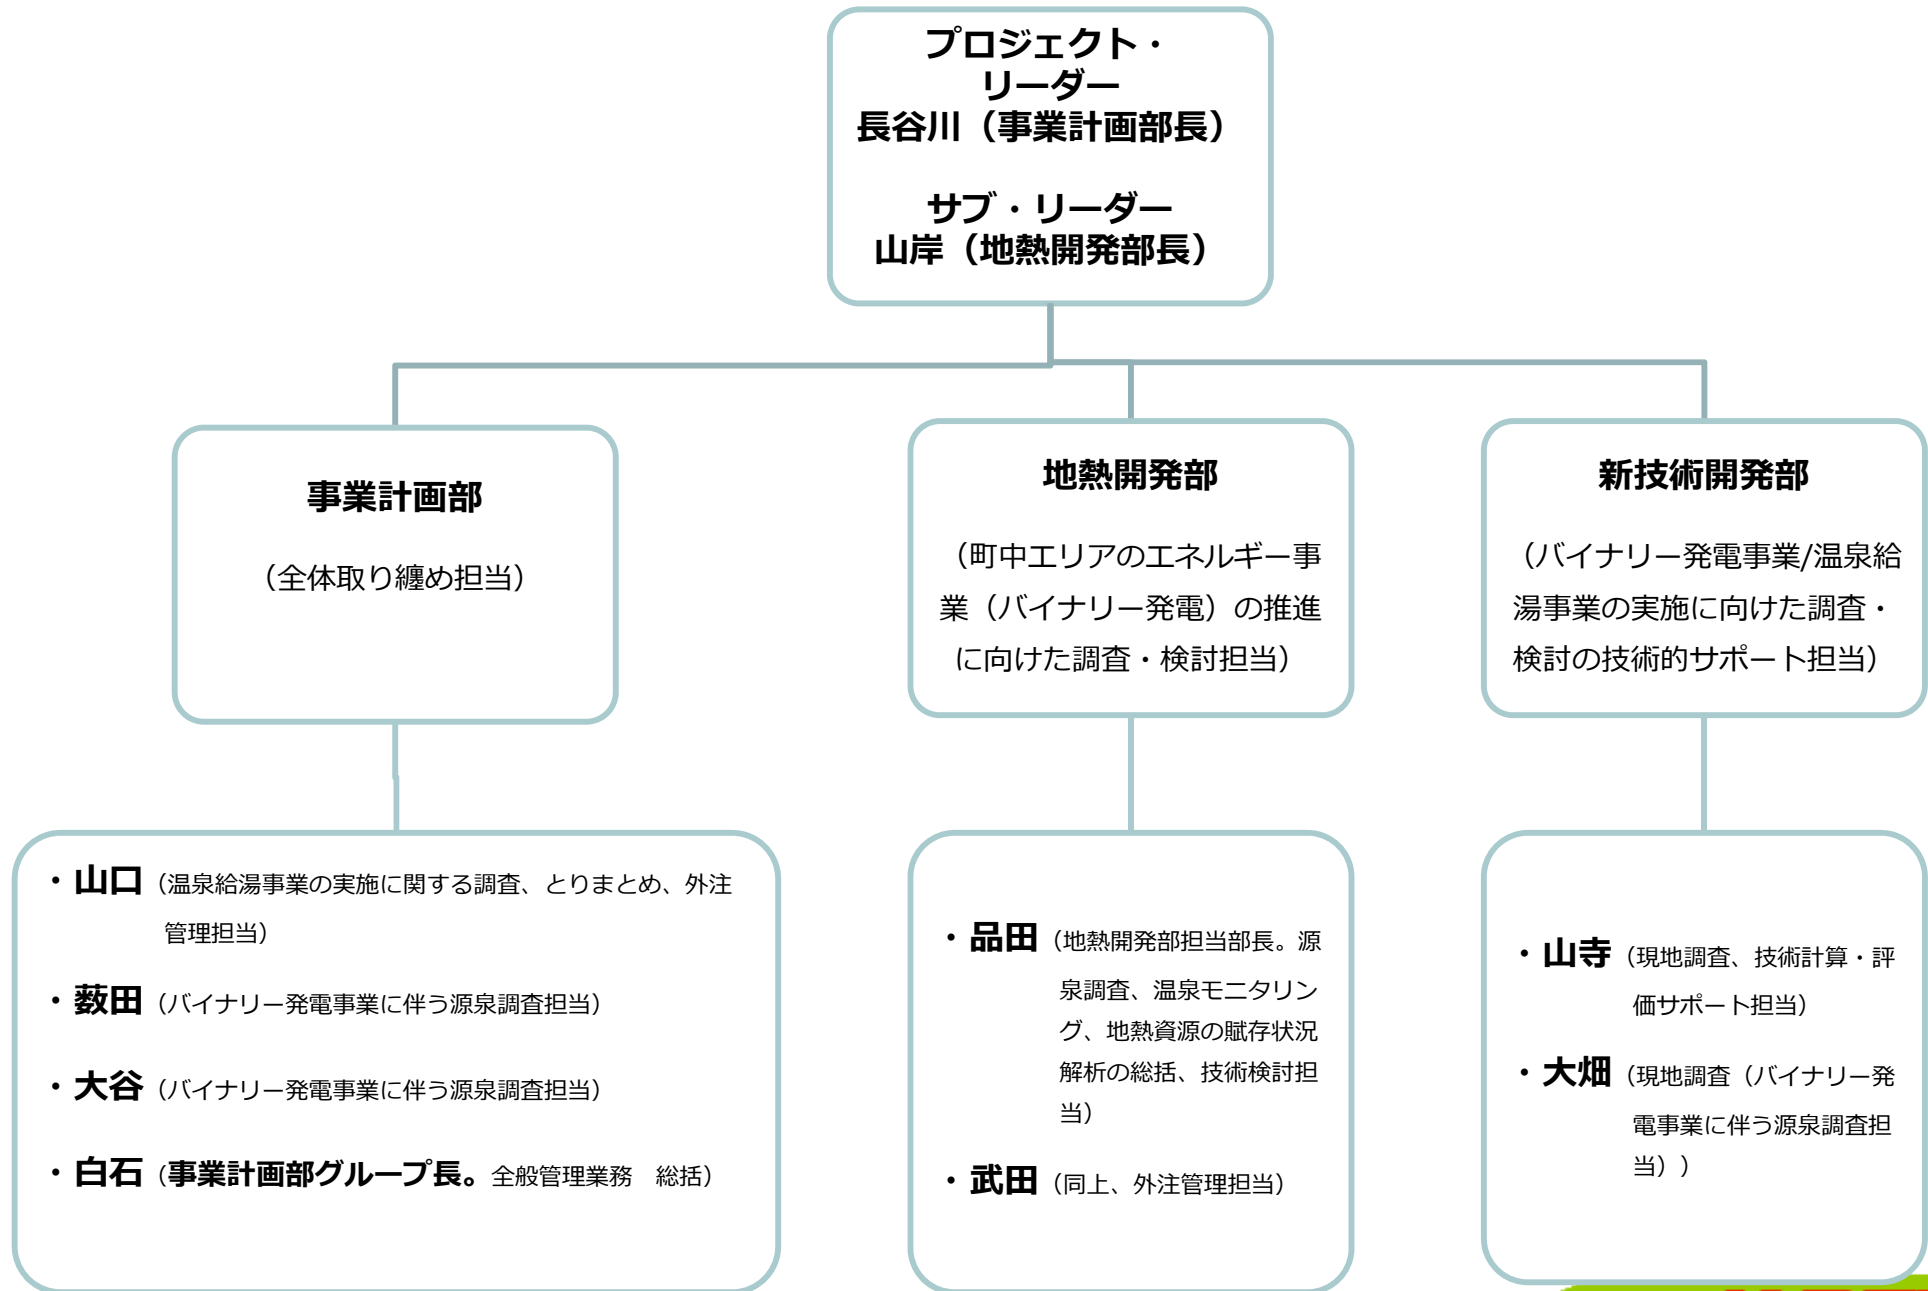 プロジェクト・
リーダー
長谷川（事業計画部長）
サブ・リーダー
山岸（地熱開発部長）
事業計画部
（全体取り纏め担当）
地熱開発部
（町中エリアのエネルギー事
業（バイナリー発電）の推進
に向けた調査・検討担当）
新技術開発部
（バイナリー発電事業/温泉給
湯事業の実施に向けた調査・
検討の技術的サポート担当）
・山口（温泉給湯事業の実施に関する調査、とりまとめ、外注
管理担当）
・薮田（バイナリー発電事業に伴う源泉調査担当）
・大谷（バイナリー発電事業に伴う源泉調査担当）
・白石（事業計画部グループ長。全般管理業務　総括）
・品田（地熱開発部担当部長。源
泉調査、温泉モニタリン
グ、地熱資源の賦存状況
解析の総括、技術検討担
当）
・武田（同上、外注管理担当）
・山寺（現地調査、技術計算・評
価サポート担当）
・大畑（現地調査（バイナリー発
電事業に伴う源泉調査担
当））